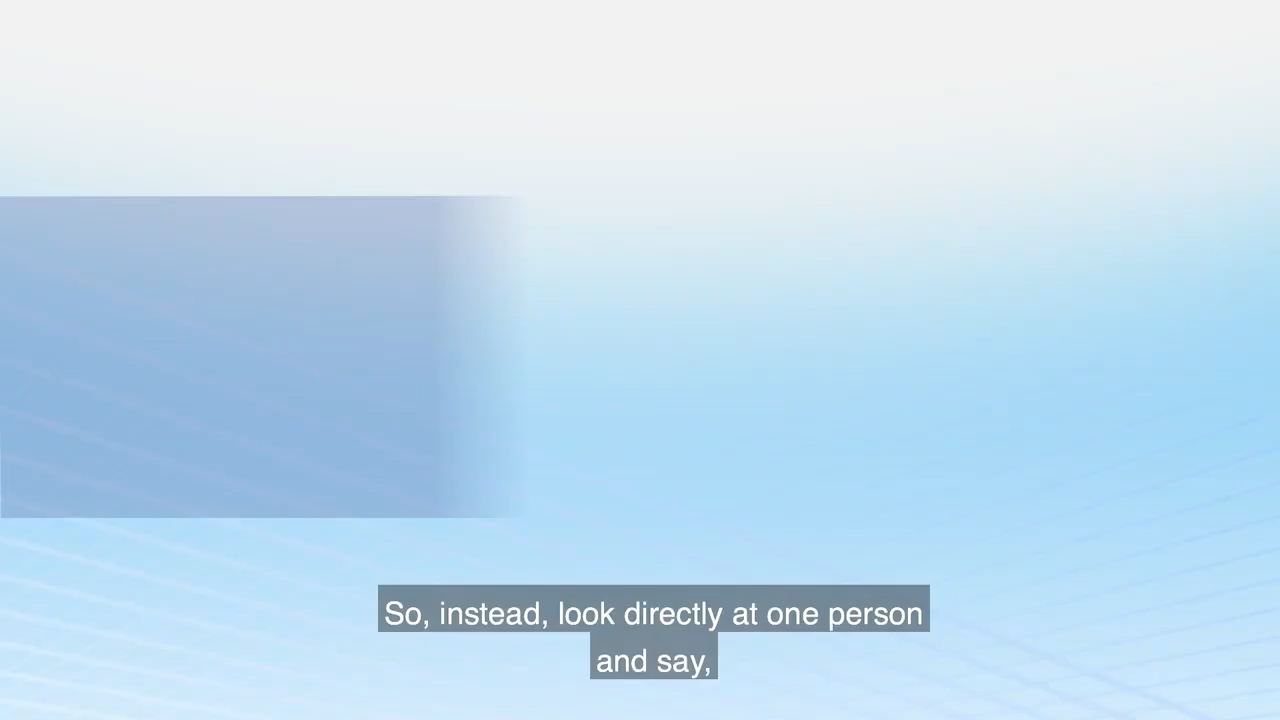 So, instead, look directly at one person
and say,